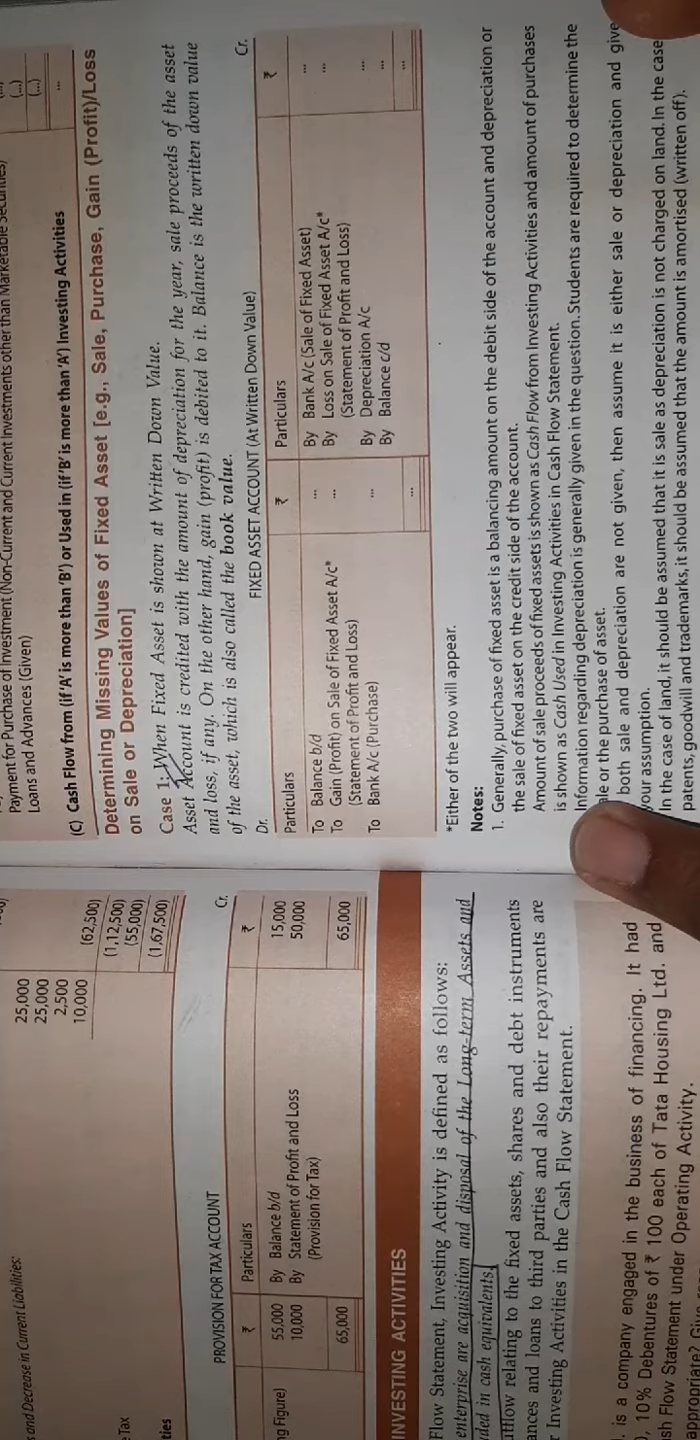 s and Decrease in Current Liabilities:
25,000
25,000
2,500
10,000 (62,500)
(1,12,500)
Tax (55,000)
ties (1,67,500)
PROVISION FOR TAX ACCOUNT Cr.
₹ Particulars ₹
55,000 By Balance b/d 15,000
g Figure) 10,000 By Statement of Profit and Loss 50,000
(Provision for Tax)
65,000 65,000
INVESTING ACTIVITIES
Flow Statement, Investing Activity is defined as follows:
enterprise are acquisition and disposal of the Long-term Assets and
ded in cash equivalents
flow relating to the fixed assets, shares and debt instruments
ances and loans to third parties and also their repayments are
r Investing Activities in the Cash Flow Statement.
. is a company engaged in the business of financing. It had
), 10% Debentures of ₹ 100 each of Tata Housing Ltd. and
sh Flow Statement under Operating Activity.
appropriate?
Payment for Purchase of Investment (Non-Current and Current Investments other than Marketable Securities) (...)
Loans and Advances (Given) (...)
...
(C) Cash Flow from (if 'A' is more than 'B') or Used in (if 'B' is more than 'A') Investing Activities
Determining Missing Values of Fixed Asset [e.g., Sale, Purchase, Gain (Profit)/Loss
on Sale or Depreciation]
Case 1: When Fixed Asset is shown at Written Down Value.
Asset Account is credited with the amount of depreciation for the year, sale proceeds of the asset
and loss, if any. On the other hand, gain (profit) is debited to it. Balance is the written down value
of the asset, which is also called the book value.
FIXED ASSET ACCOUNT (At Written Down Value)
Dr. Cr.
Particulars ₹ Particulars ₹
To Balance b/d ... By Bank A/c (Sale of Fixed Asset) ...
To Gain (Profit) on Sale of Fixed Asset A/c* ... By Loss on Sale of Fixed Asset A/c* ...
(Statement of Profit and Loss) (Statement of Profit and Loss)
To Bank A/c (Purchase) ... By Depreciation A/c ...
By Balance c/d ...
... ...
*Either of the two will appear.
Notes:
1. Generally, purchase of fixed asset is a balancing amount on the debit side of the account and depreciation or
the sale of fixed asset on the credit side of the account.
Amount of sale proceeds of fixed assets is shown as Cash Flow from Investing Activities and amount of purchases
is shown as Cash Used in Investing Activities in Cash Flow Statement.
Information regarding depreciation is generally given in the question. Students are required to determine the
ale or the purchase of asset.
both sale and depreciation are not given, then assume it is either sale or depreciation and give
your assumption.
In the case of land, it should be assumed that it is sale as depreciation is not charged on land. In the case
patents, goodwill and trademarks, it should be assumed that the amount is amortised (written off).